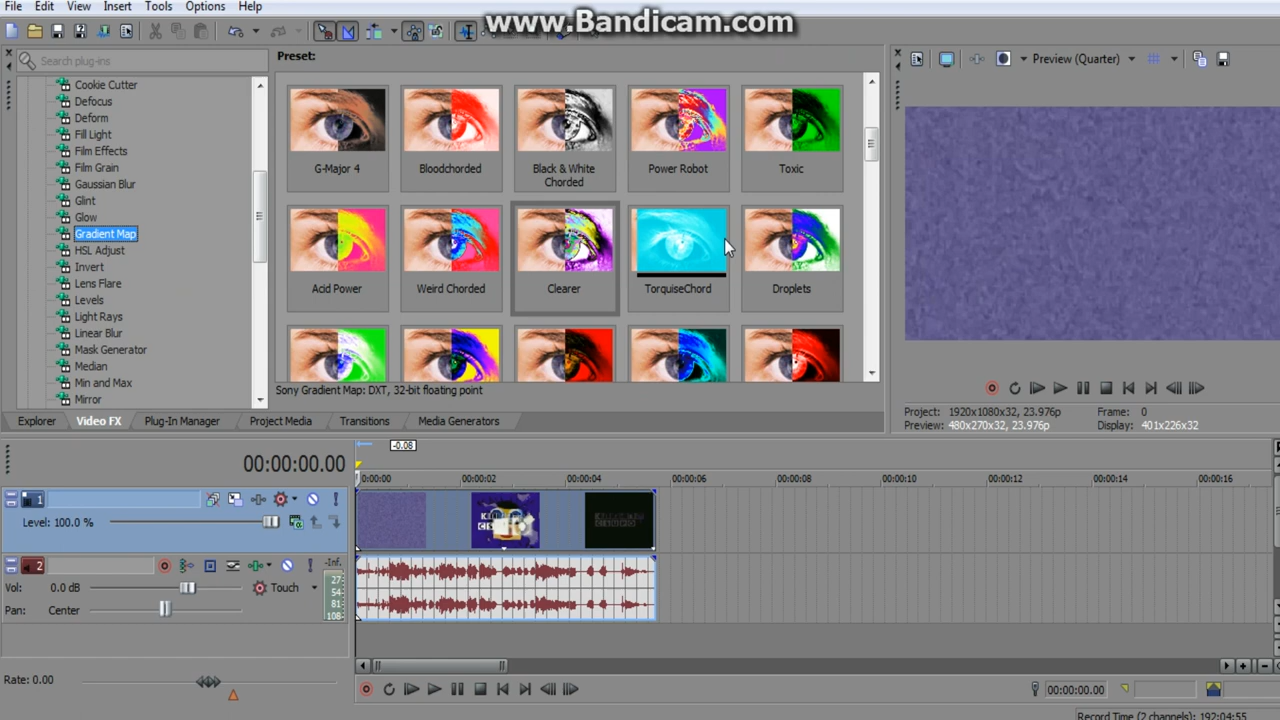 www.Bandicam.com
File Edit View Insert Tools Options Help
Search plug-ins
Preset:
Preview (Quarter)
Cookie Cutter
Defocus
Deform
Fill Light
Film Effects
Film Grain
Gaussian Blur
Glint
Glow
Gradient Map
HSL Adjust
Invert
Lens Flare
Levels
Light Rays
Linear Blur
Mask Generator
Median
Min and Max
Mirror
G-Major 4
Bloodchorded
Black & White
Chorded
Power Robot
Toxic
Acid Power
Weird Chorded
Clearer
TorquiseChord
Droplets
Sony Gradient Map: DXT, 32-bit floating point
Explorer Video FX Plug-In Manager Project Media Transitions Media Generators
Project: 1920x1080x32, 23.976p Frame: 0
Preview: 480x270x32, 23.976p Display: 401x226x32
-0.08
00:00:00.00
00:00:00 00:00:02 00:00:04 00:00:06 00:00:08 00:00:10 00:00:12 00:00:14 00:00:16
1
Level: 100.0 %
2
-Inf.
Vol: 0.0 dB Touch
Pan: Center
27
54
81
108
Rate: 0.00
00:00:00.00
Record Time (2 channels): 192:04:55